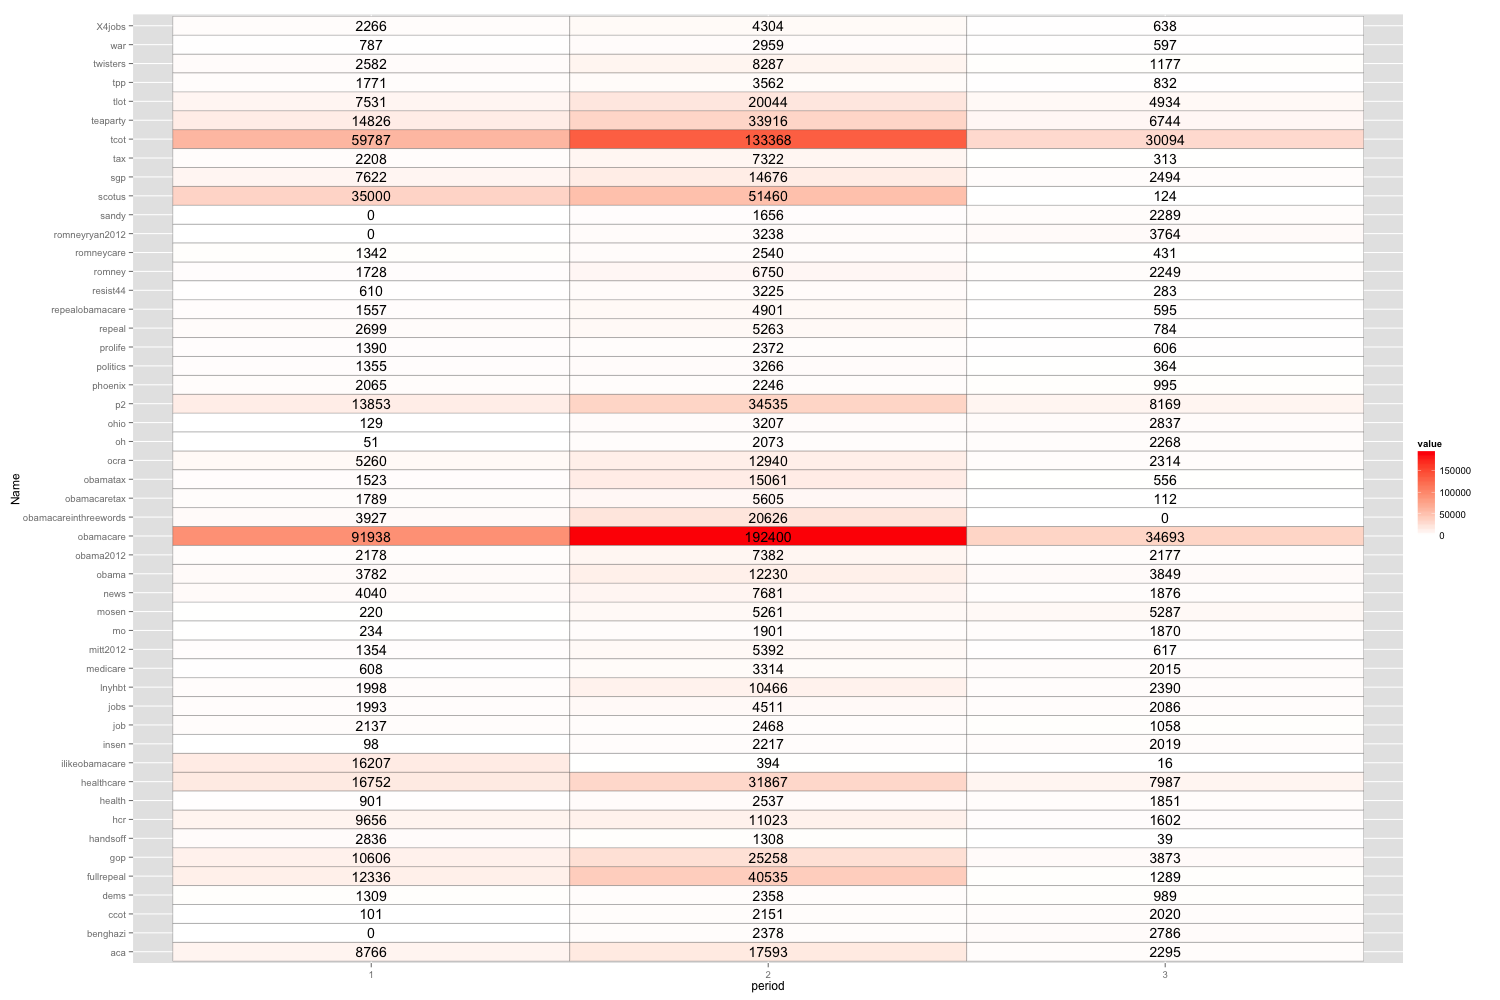 X4jobs 2266 4304 638
war 787 2959 597
twisters 2582 8287 1177
tpp 1771 3562 832
tlot 7531 20044 4934
teaparty 14826 33916 6744
tcot 59787 133368 30094
tax 2208 7322 313
sgp 7622 14676 2494
scotus 35000 51460 124
sandy 0 1656 2289
romneyryan2012 0 3238 3764
romneycare 1342 2540 431
romney 1728 6750 2249
resist44 610 3225 283
repealobamacare 1557 4901 595
repeal 2699 5263 784
prolife 1390 2372 606
politics 1355 3266 364
phoenix 2065 2246 995
p2 13853 34535 8169
ohio 129 3207 2837
oh 51 2073 2268
ocra 5260 12940 2314
obamatax 1523 15061 556
obamacaretax 1789 5605 112
obamacareinthreewords 3927 20626 0
obamacare 91938 192400 34693
obama2012 2178 7382 2177
obama 3782 12230 3849
news 4040 7681 1876
mosen 220 5261 5287
mo 234 1901 1870
mitt2012 1354 5392 617
medicare 608 3314 2015
lnyhbt 1998 10466 2390
jobs 1993 4511 2086
job 2137 2468 1058
insen 98 2217 2019
ilikeobamacare 16207 394 16
healthcare 16752 31867 7987
health 901 2537 1851
hcr 9656 11023 1602
handsoff 2836 1308 39
gop 10606 25258 3873
fullrepeal 12336 40535 1289
dems 1309 2358 989
ccot 101 2151 2020
benghazi 0 2378 2786
aca 8766 17593 2295
1 2 3
period
Name
value
150000
100000
50000
0